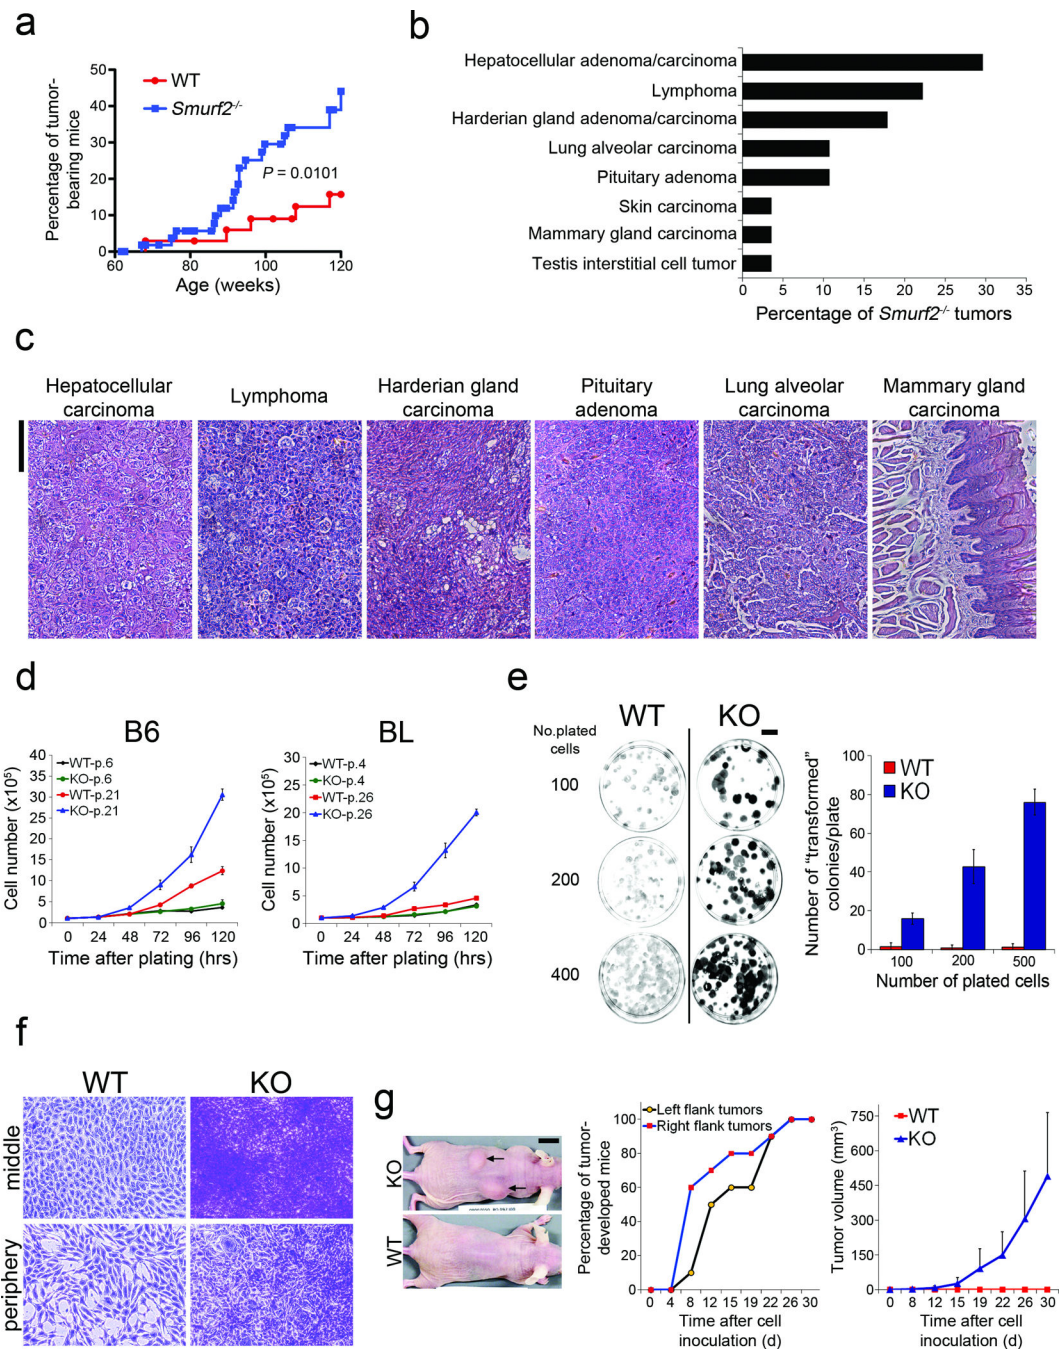 a
Percentage of tumor-
bearing mice
50
40
30
20
10
0
WT
Smurf2-/-
P = 0.0101
60
80
100
120
Age (weeks)
b
Hepatocellular adenoma/carcinoma
Lymphoma
Harderian gland adenoma/carcinoma
Lung alveolar carcinoma
Pituitary adenoma
Skin carcinoma
Mammary gland carcinoma
Testis interstitial cell tumor
0 5 10 15 20 25 30 35
Percentage of Smurf2-/- tumors
c
Hepatocellular
carcinoma
Lymphoma
Harderian gland
carcinoma
Pituitary
adenoma
Lung alveolar
carcinoma
Mammary gland
carcinoma
d
B6
Cell number (x10⁵)
40
35
30
25
20
15
10
5
0
WT-p.6
KO-p.6
WT-p.21
KO-p.21
0 24 48 72 96 120
Time after plating (hrs)
BL
Cell number (x10⁵)
30
25
20
15
10
5
0
WT-p.4
KO-p.4
WT-p.26
KO-p.26
0 24 48 72 96 120
Time after plating (hrs)
e
No.plated
cells
WT
KO
100
200
400
Number of "transformed"
colonies/plate
100
80
60
40
20
0
WT
KO
100 200 500
Number of plated cells
f
WT
KO
middle
periphery
g
KO
WT
Percentage of tumor-
developed mice
100
80
60
40
20
0
Left flank tumors
Right flank tumors
0 4 8 12 15 19 22 26 30
Time after cell
inoculation (d)
Tumor volume (mm³)
750
600
450
300
150
0
WT
KO
0 8 12 15 19 22 26 30
Time after cell
inoculation (d)